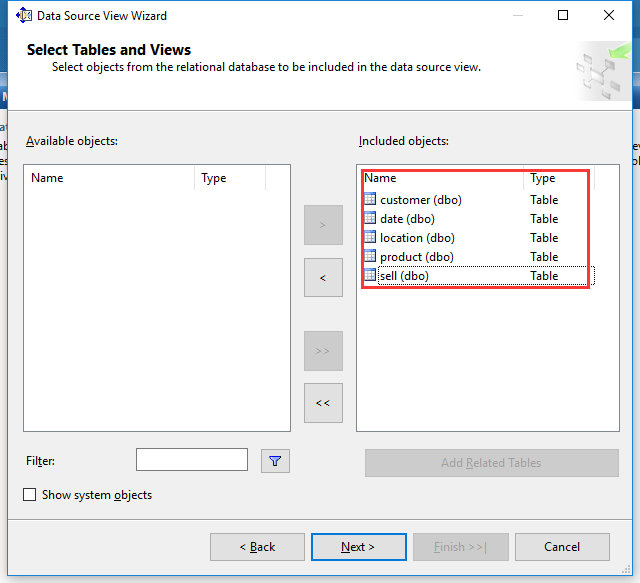 Data Source View Wizard
Select Tables and Views
Select objects from the relational database to be included in the data source view.
Available objects:
Name Type
>
<
>>
<<
Included objects:
Name Type
customer (dbo) Table
date (dbo) Table
location (dbo) Table
product (dbo) Table
sell (dbo) Table
Filter:
Add Related Tables
Show system objects
< Back Next > Finish >>| Cancel